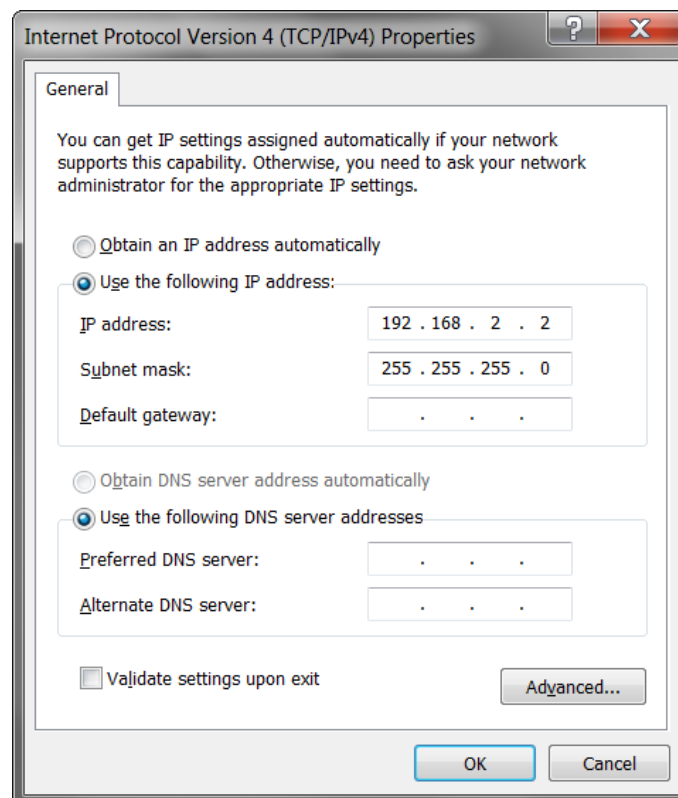 Internet Protocol Version 4 (TCP/IPv4) Properties
General
You can get IP settings assigned automatically if your network
supports this capability. Otherwise, you need to ask your network
administrator for the appropriate IP settings.
Obtain an IP address automatically
Use the following IP address:
IP address: 192 . 168 . 2 . 2
Subnet mask: 255 . 255 . 255 . 0
Default gateway: . . .
Obtain DNS server address automatically
Use the following DNS server addresses
Preferred DNS server: . . .
Alternate DNS server: . . .
Validate settings upon exit
Advanced...
OK Cancel